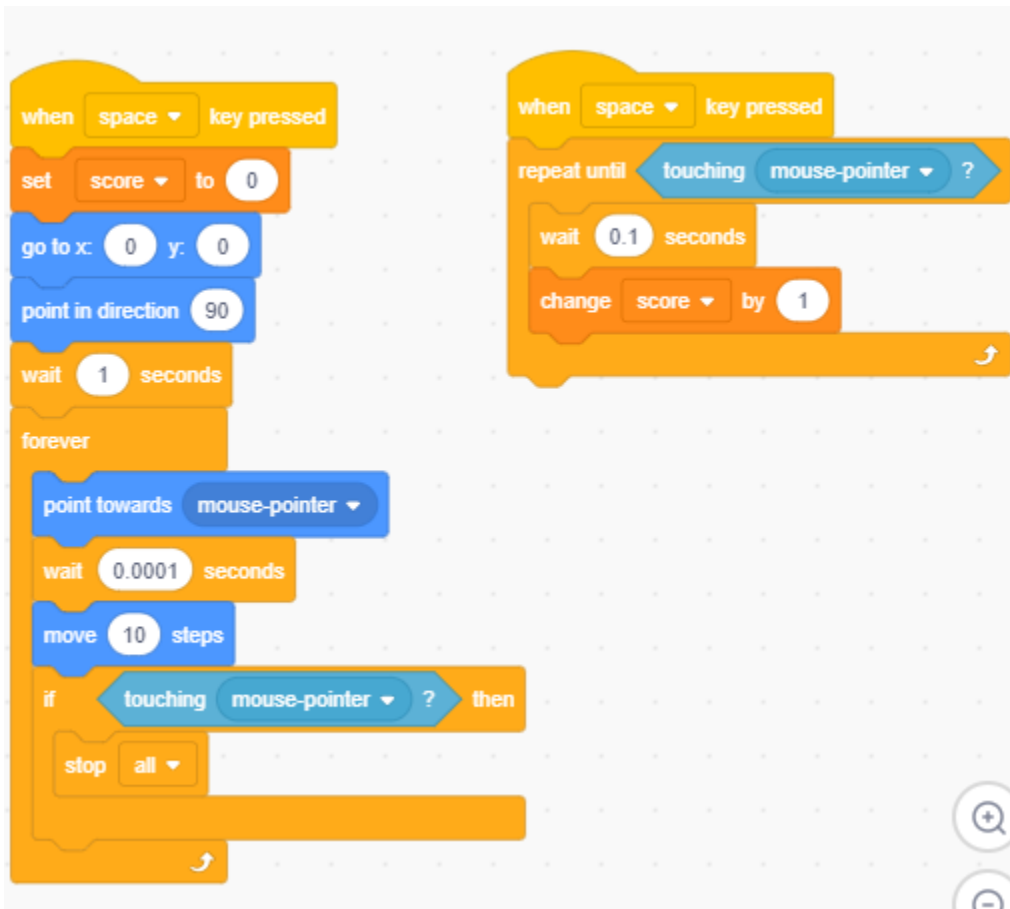 when space key pressed
set score to 0
go to x: 0 y: 0
point in direction 90
wait 1 seconds
forever
point towards mouse-pointer
wait 0.0001 seconds
move 10 steps
if touching mouse-pointer ? then
stop all
when space key pressed
repeat until touching mouse-pointer ?
wait 0.1 seconds
change score by 1